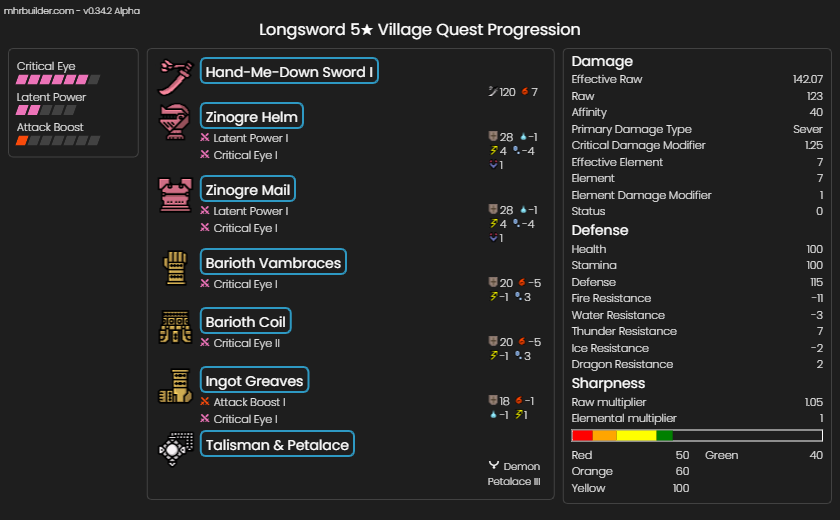 mhrbuilder.com - v0.34.2 Alpha
Longsword 5★ Village Quest Progression
Critical Eye
Latent Power
Attack Boost
Hand-Me-Down Sword I
120 7
Zinogre Helm
Latent Power I
Critical Eye I
28 -1
4 -4
1
Zinogre Mail
Latent Power I
Critical Eye I
28 -1
4 -4
1
Barioth Vambraces
Critical Eye I
20 -5
-1 3
Barioth Coil
Critical Eye II
20 -5
-1 3
Ingot Greaves
Attack Boost I
Critical Eye I
18 -1
-1 1
Talisman & Petalace
Demon
Petalace III
Damage
Effective Raw 142.07
Raw 123
Affinity 40
Primary Damage Type Sever
Critical Damage Modifier 1.25
Effective Element 7
Element 7
Element Damage Modifier 1
Status 0
Defense
Health 100
Stamina 100
Defense 115
Fire Resistance -11
Water Resistance -3
Thunder Resistance 7
Ice Resistance -2
Dragon Resistance 2
Sharpness
Raw multiplier 1.05
Elemental multiplier 1
Red 50 Green 40
Orange 60
Yellow 100